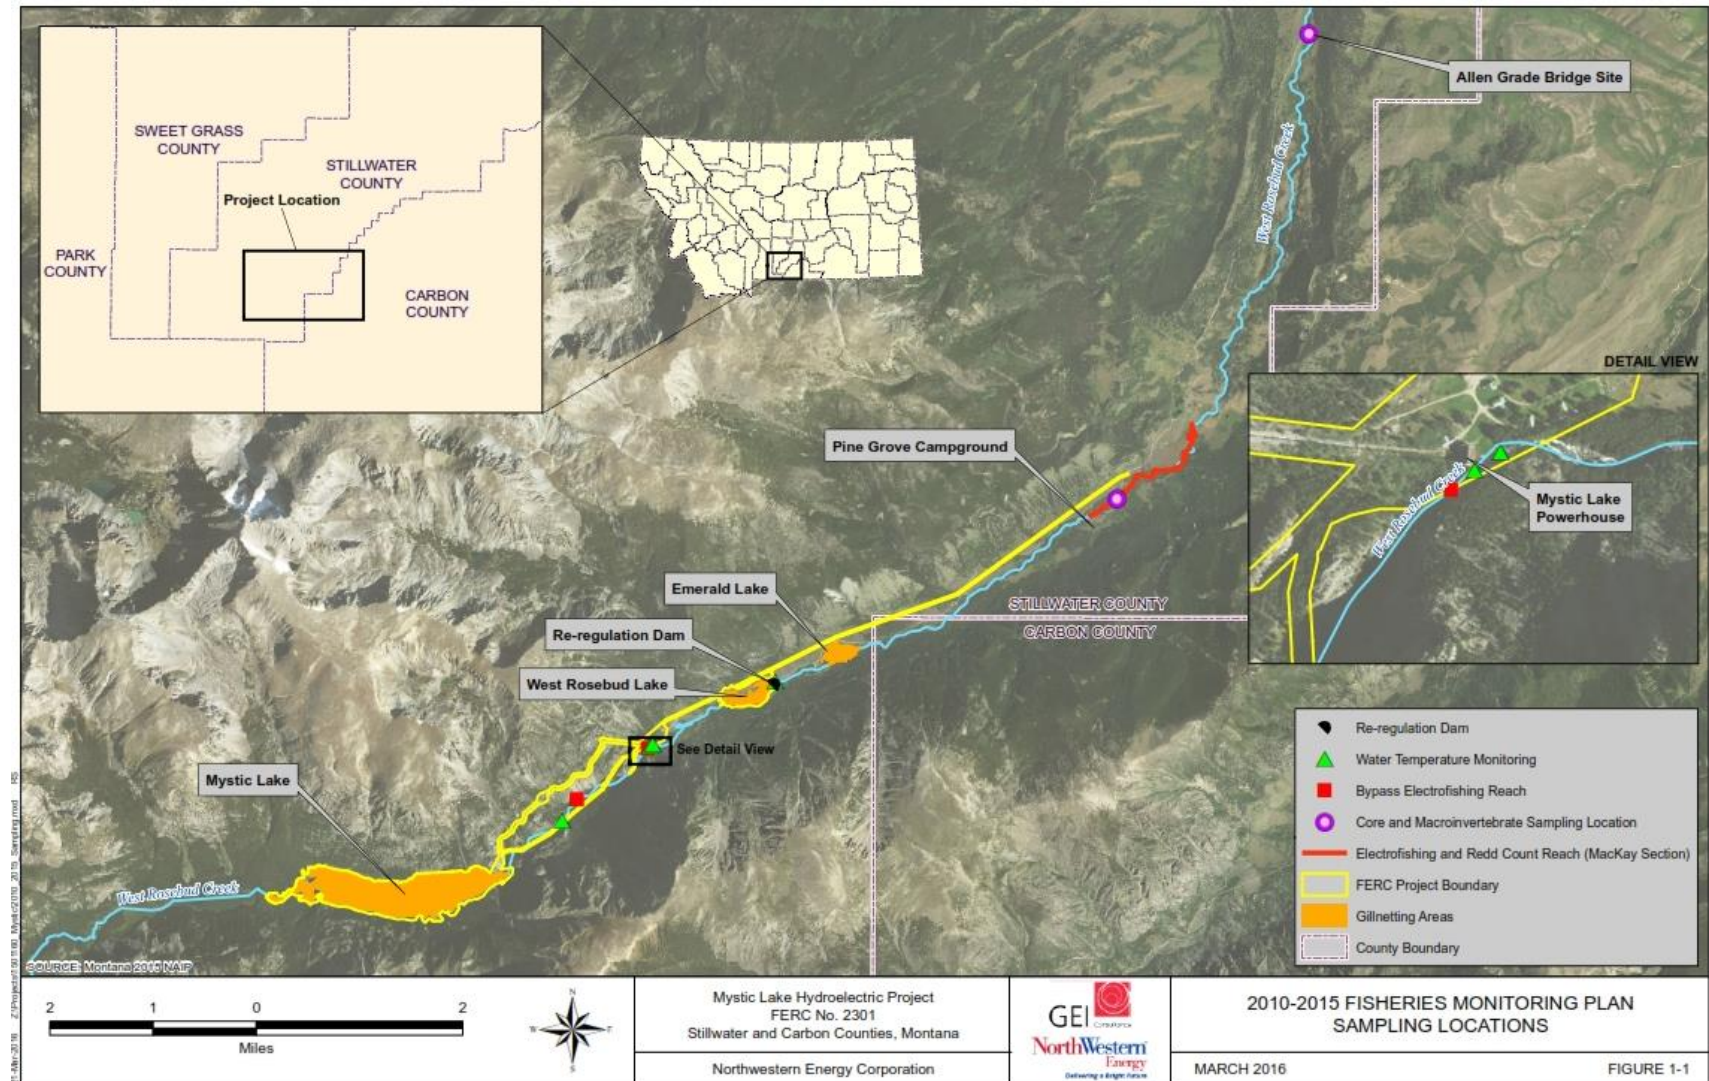 SWEET GRASS
COUNTY
STILLWATER
COUNTY
Project Location
PARK
COUNTY
CARBON
COUNTY
Allen Grade Bridge Site
West Rosebud Creek
DETAIL VIEW
Pine Grove Campground
West Rosebud Creek
Mystic Lake
Powerhouse
Emerald Lake
STILLWATER COUNTY
CARBON COUNTY
Re-regulation Dam
West Rosebud Lake
See Detail View
Mystic Lake
West Rosebud Creek
Re-regulation Dam
Water Temperature Monitoring
Bypass Electrofishing Reach
Core and Macroinvertebrate Sampling Location
Electrofishing and Redd Count Reach (MacKay Section)
FERC Project Boundary
Gillnetting Areas
County Boundary
SOURCE: Montana 2015 NAIP
2 1 0 2
Miles
N
W
S
Mystic Lake Hydroelectric Project
FERC No. 2301
Stillwater and Carbon Counties, Montana
Northwestern Energy Corporation
GEI
Consultants
NorthWestern
Energy
Delivering a Bright Future
2010-2015 FISHERIES MONITORING PLAN
SAMPLING LOCATIONS
MARCH 2016
FIGURE 1-1